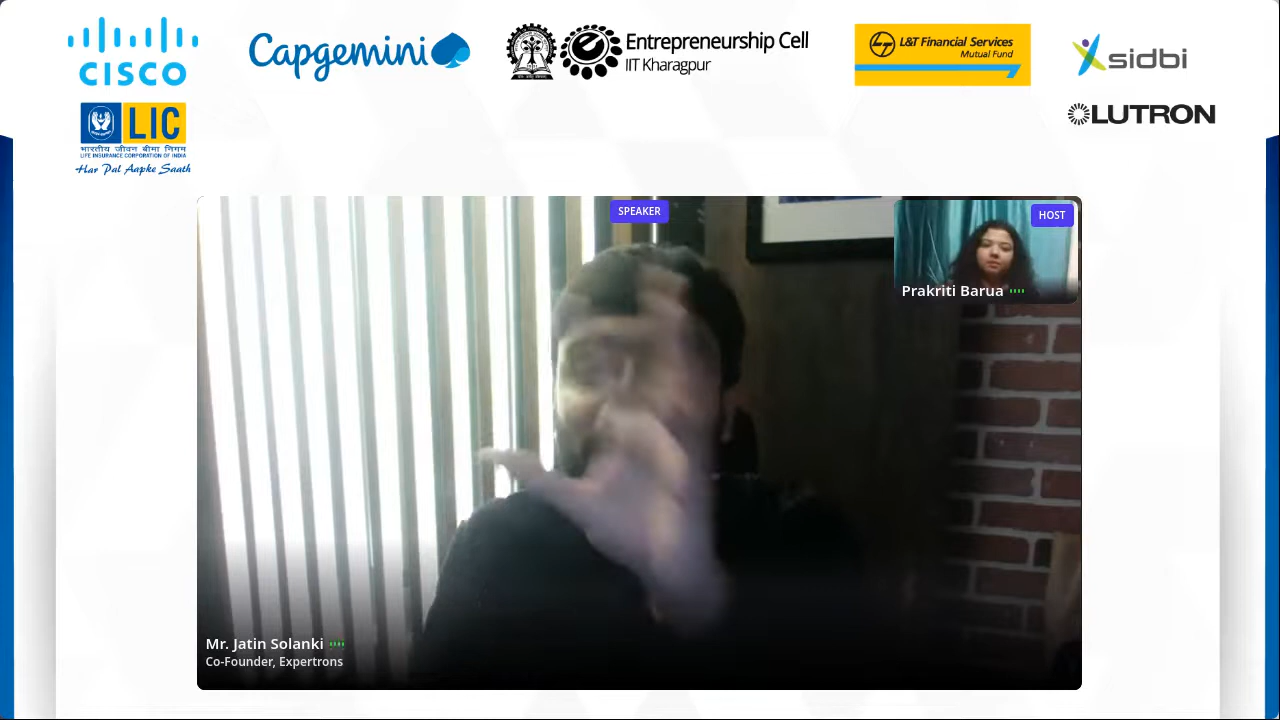 CISCO
Capgemini
Entrepreneurship Cell
IIT Kharagpur
L&T Financial Services
Mutual Fund
sidbi
LIC
भारतीय जीवन बीमा निगम
LIFE INSURANCE CORPORATION OF INDIA
Har Pal Aapke Saath
LUTRON
SPEAKER
HOST
Prakriti Barua
Mr. Jatin Solanki
Co-Founder, Expertrons